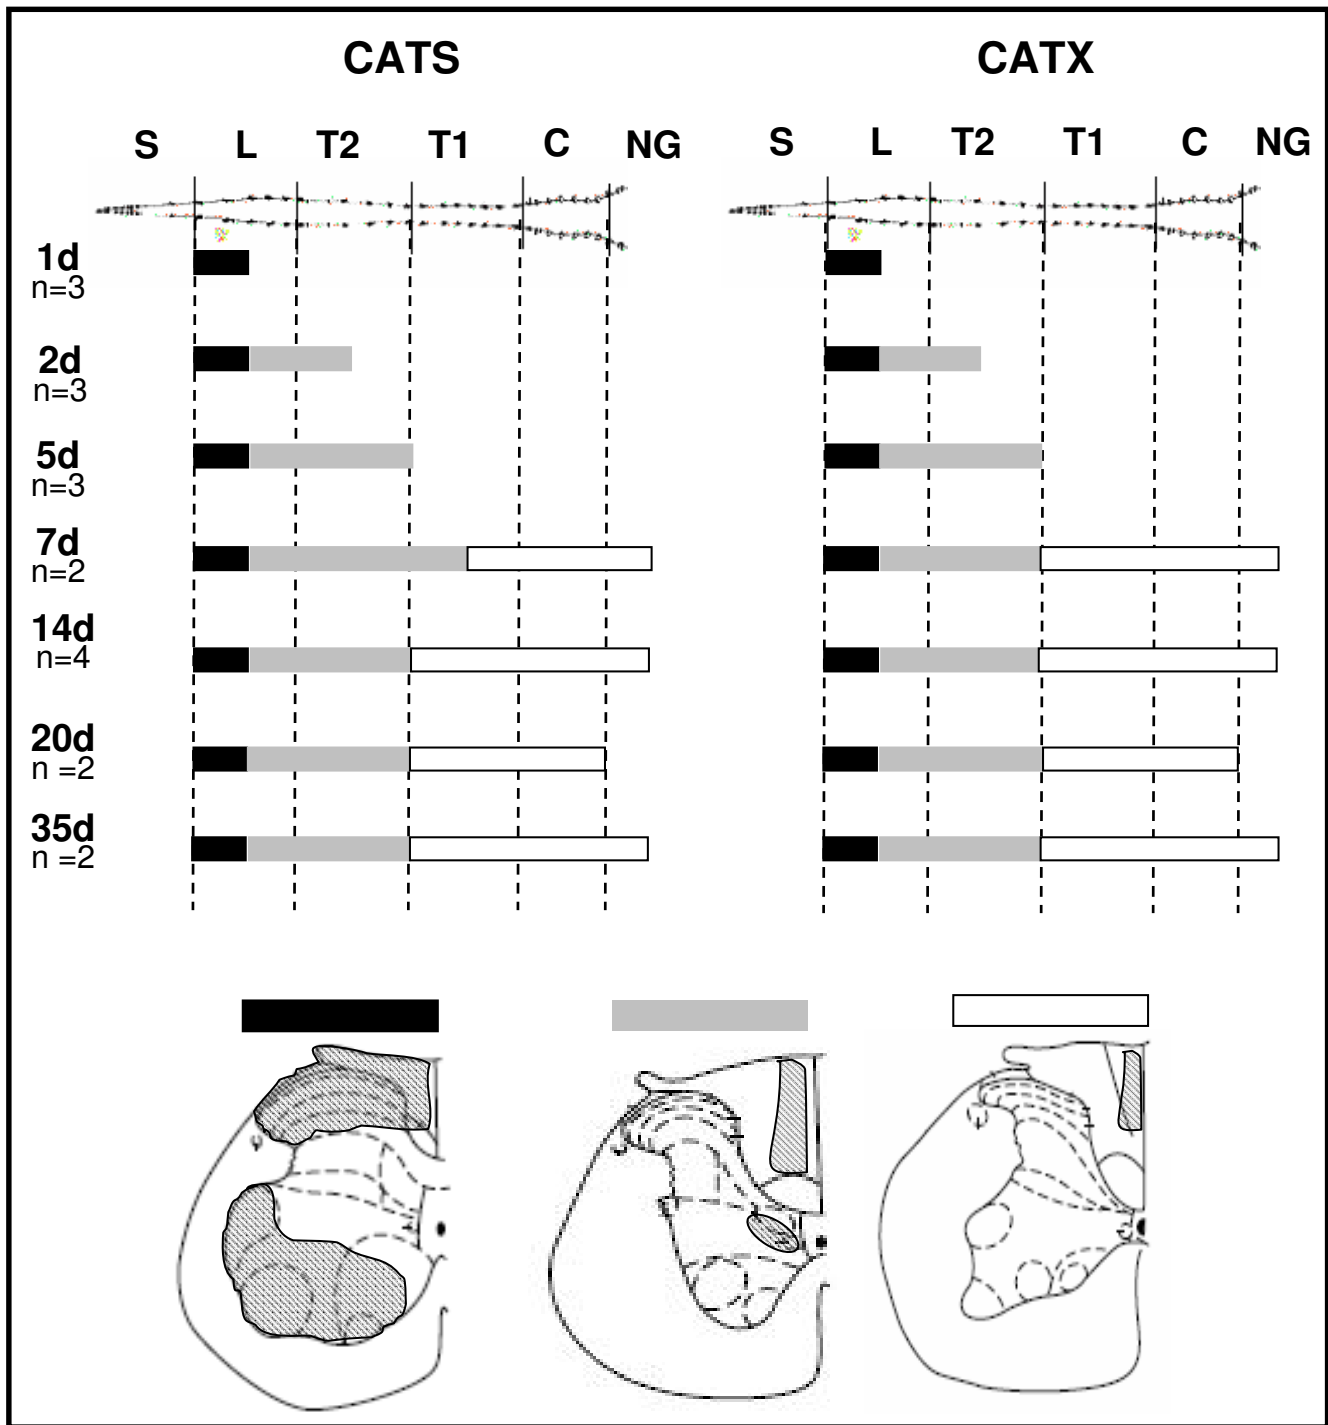 CATS CATX
S L T2 T1 C NG S L T2 T1 C NG
1d
n=3
2d
n=3
5d
n=3
7d
n=2
14d
n=4
20d
n =2
35d
n =2